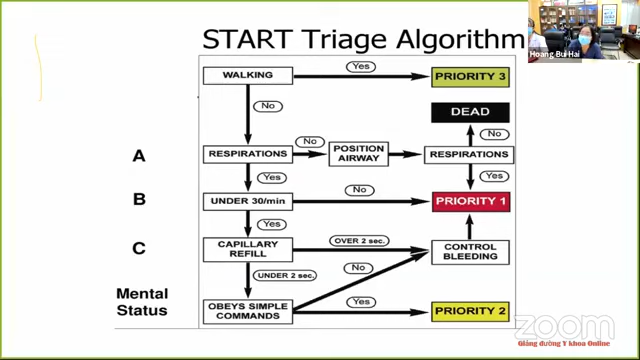 START Triage Algorithm
Hoang Bui Hai
WALKING
Yes
PRIORITY 3
No
DEAD
No
A
RESPIRATIONS
No
POSITION
AIRWAY
RESPIRATIONS
Yes
Yes
B
UNDER 30/min
No
PRIORITY 1
Yes
C
CAPILLARY
REFILL
OVER 2 sec.
CONTROL
BLEEDING
UNDER 2 sec.
No
Mental
Status
OBEYS SIMPLE
COMMANDS
Yes
PRIORITY 2
zoom
Giảng đường Y khoa Online